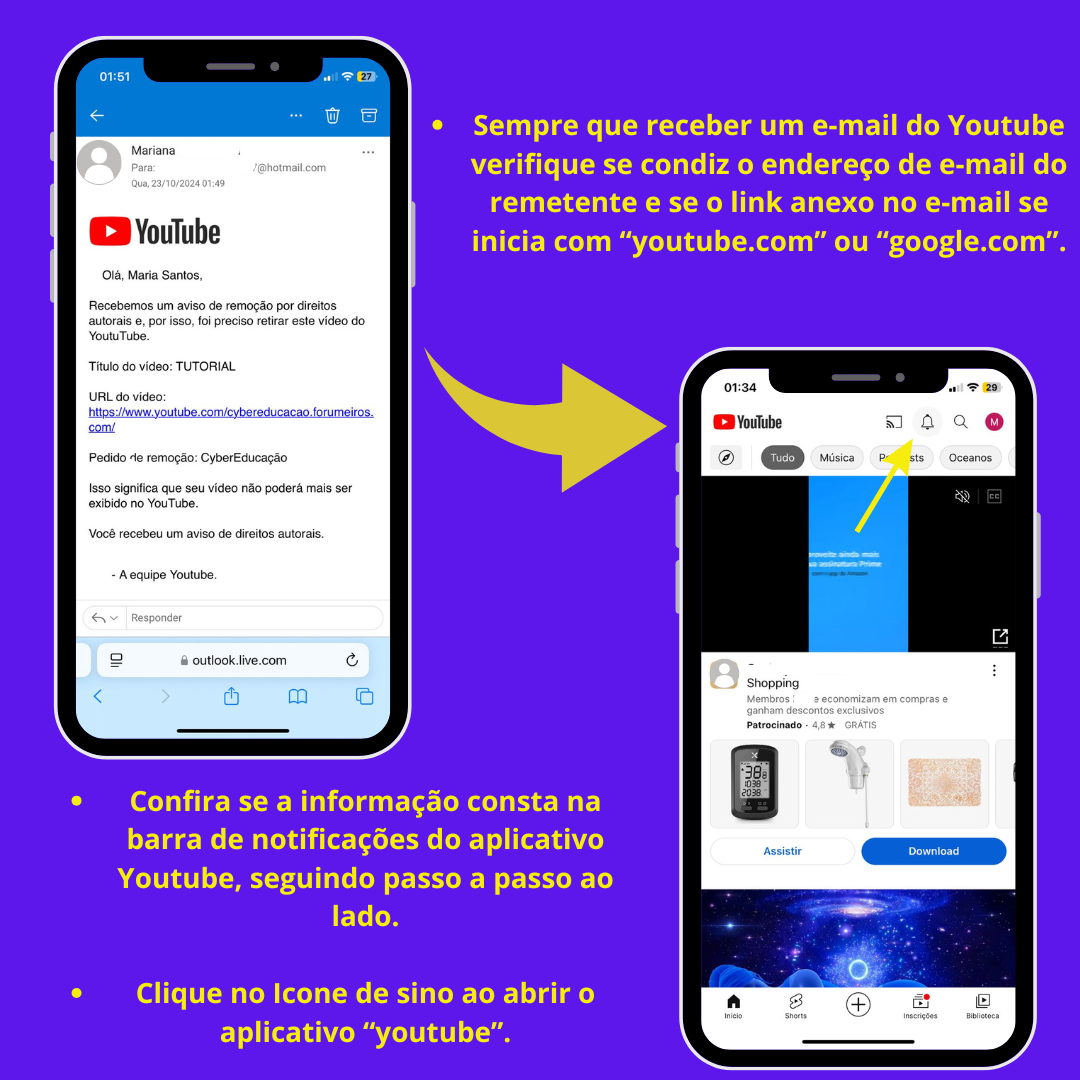 01:51
27
Mariana
Para: /@hotmail.com
Qua, 23/10/2024 01:49
YouTube
Olá, Maria Santos,
Recebemos um aviso de remoção por direitos
autorais e, por isso, foi preciso retirar este vídeo do
YoutuTube.
Título do vídeo: TUTORIAL
URL do vídeo:
https://www.youtube.com/cybereducacao.forumeiros.
com/
Pedido de remoção: CyberEducação
Isso significa que seu vídeo não poderá mais ser
exibido no YouTube.
Você recebeu um aviso de direitos autorais.
- A equipe Youtube.
Responder
outlook.live.com
• Sempre que receber um e-mail do Youtube
verifique se condiz o endereço de e-mail do
remetente e se o link anexo no e-mail se
inicia com “youtube.com” ou “google.com”.
• Confira se a informação consta na
barra de notificações do aplicativo
Youtube, seguindo passo a passo ao
lado.
• Clique no Icone de sino ao abrir o
aplicativo “youtube”.
01:34
29
YouTube
M
Tudo Música Oceanos
CC
aproveite ainda mais
sua assinatura Prime
Shopping
Membros e economizam em compras e
ganham descontos exclusivos
Patrocinado · 4,8 ★ GRÁTIS
Assistir Download
Início Shorts Inscrições Biblioteca